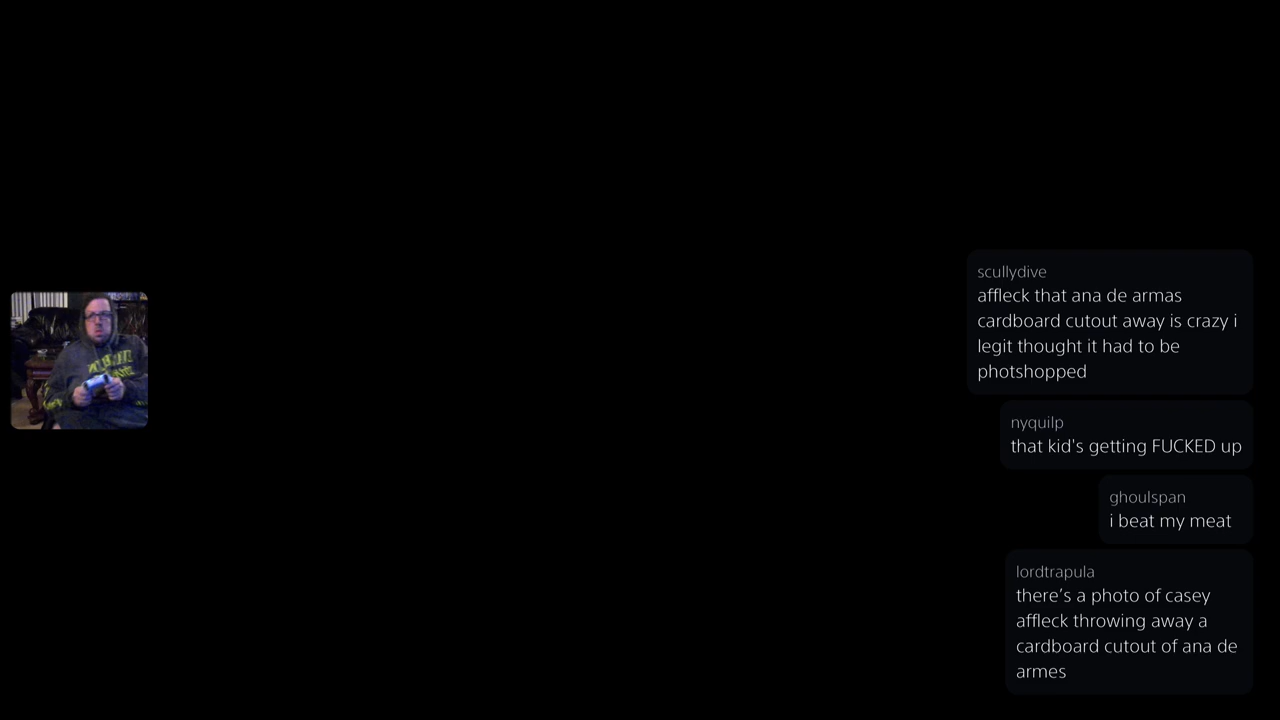 scullydive
affleck that ana de armas
cardboard cutout away is crazy i
legit thought it had to be
photshopped
nyquilp
that kid's getting FUCKED up
ghoulspan
i beat my meat
lordtrapula
there’s a photo of casey
affleck throwing away a
cardboard cutout of ana de
armes